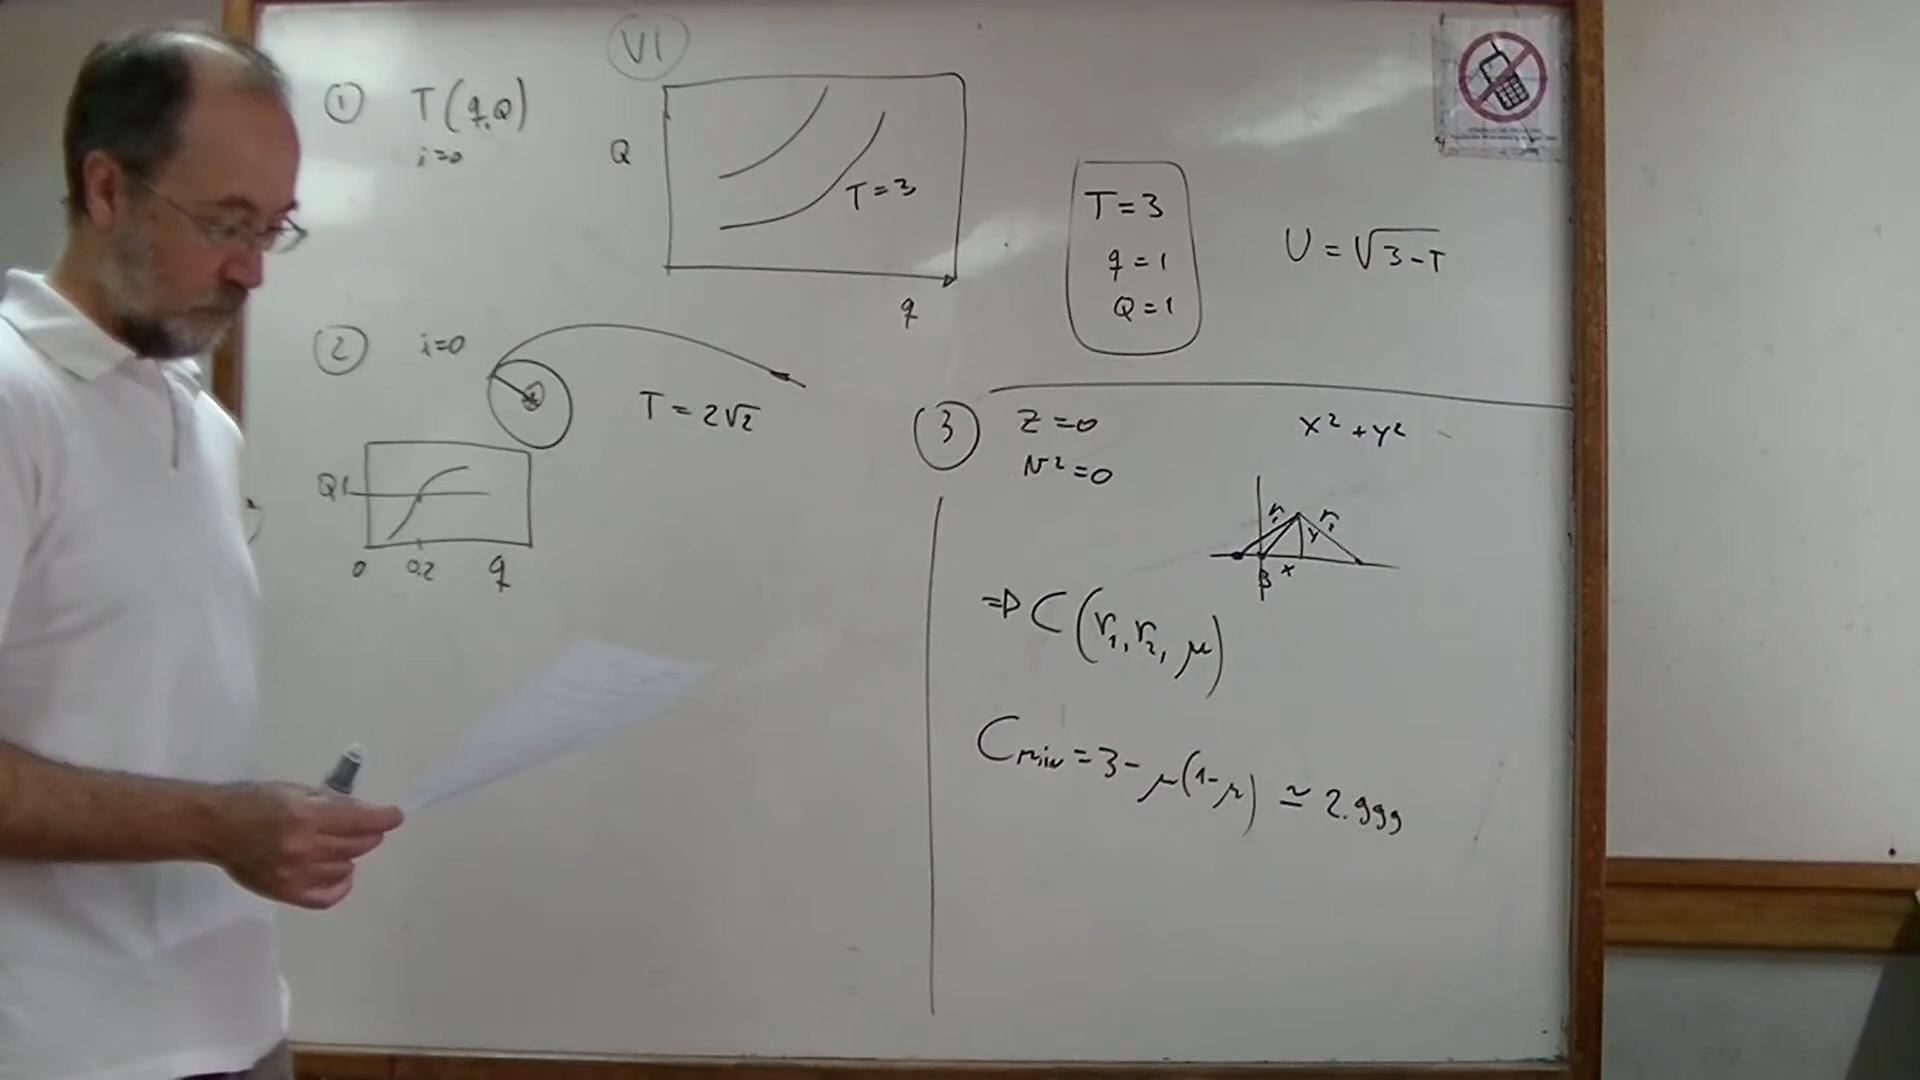 VI
① T(q,Q)
i=0
Q
T=3
q
T=3
q=1
Q=1
U=√3-T
② i=0
T=2√2
Q1
0 0.2 q
③ Z=0
v²=0
x²+y²
r₁ r₂
y
B x
⇒ C(r₁, r₂, μ)
Cmin=3-μ(1-μ) ≃ 2.999